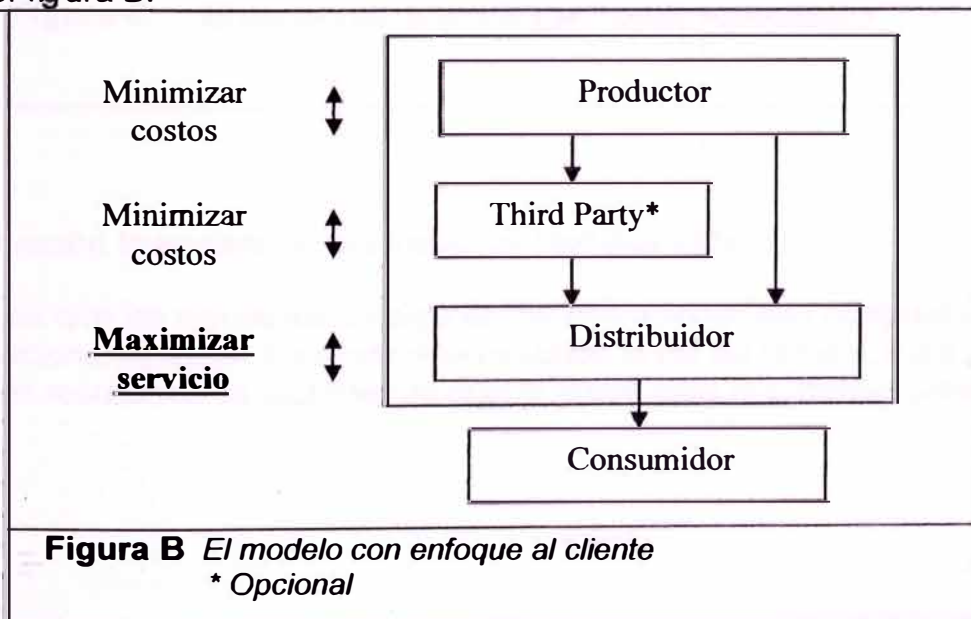 Minimizar
costos
Productor
Minimizar
costos
Third Party*
Maximizar
servicio
Distribuidor
Consumidor
Figura B El modelo con enfoque al cliente
* Opcional